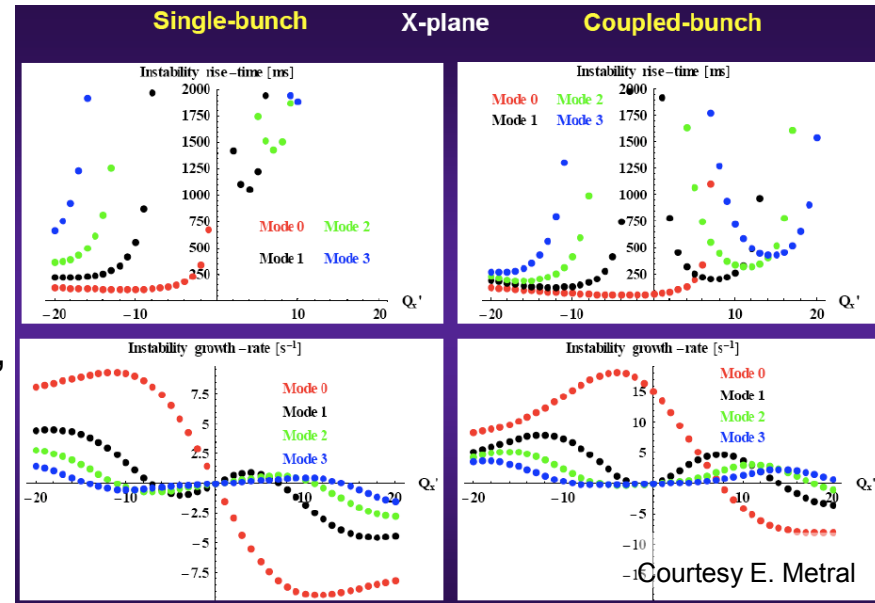 Single-bunch X-plane Coupled-bunch
Instability rise-time [ms]
2000
1750
1500
1250
1000
750
500
250
Mode 0 Mode 2
Mode 1 Mode 3
-20 -10 10 20
Qx'
Instability rise-time [ms]
Mode 0 Mode 2
Mode 1 Mode 3
2000
1750
1500
1250
1000
750
500
250
-20 -10 10 20
Qx'
,
Instability growth-rate [s⁻¹]
7.5
5
2.5
-2.5
-5
-7.5
Mode 0
Mode 1
Mode 2
Mode 3
-20 -10 10 20
Qx'
Instability growth-rate [s⁻¹]
15
10
5
-5
-10
-15
Mode 0
Mode 1
Mode 2
Mode 3
-20 -10 10 20
Qx'
Courtesy E. Metral